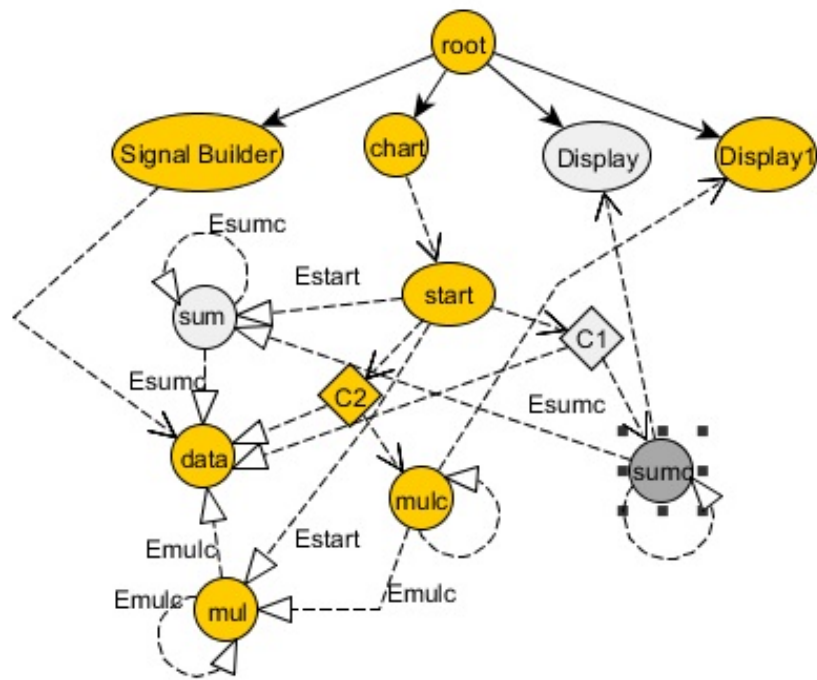 root
Signal Builder
chart
Display
Display1
Esumc
Estart
start
sum
C1
Esumc
C2
Esumc
data
sumc
mulc
Estart
Emulc
Emulc
Emulc
mul